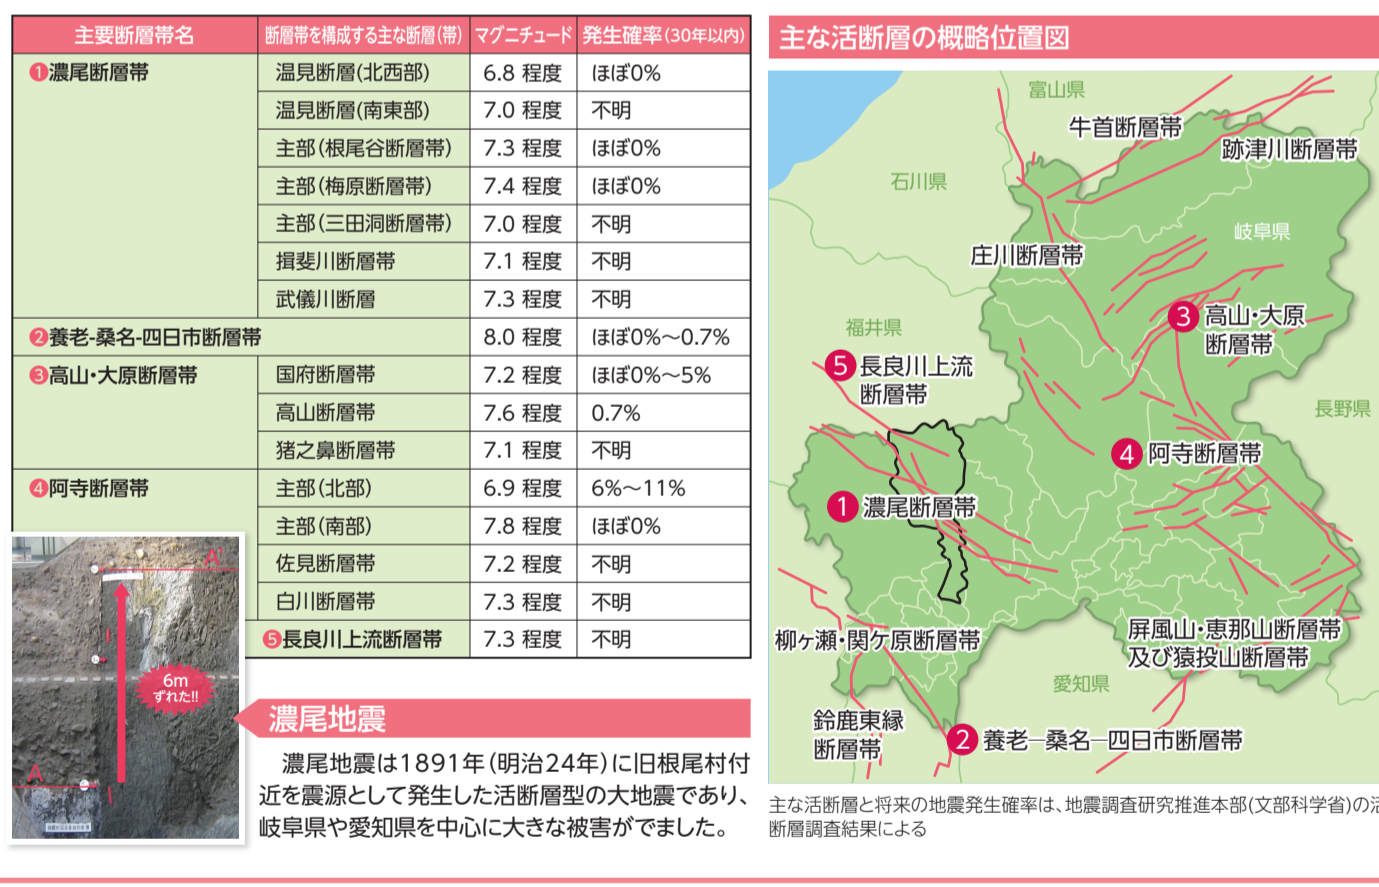 主要断層帯名 断層帯を構成する主な断層(帯) マグニチュード 発生確率(30年以内)
❶濃尾断層帯 温見断層(北西部) 6.8 程度 ほぼ0%
温見断層(南東部) 7.0 程度 不明
主部(根尾谷断層帯) 7.3 程度 ほぼ0%
主部(梅原断層帯) 7.4 程度 ほぼ0%
主部(三田洞断層帯) 7.0 程度 不明
揖斐川断層帯 7.1 程度 不明
武儀川断層 7.3 程度 不明
❷養老-桑名-四日市断層帯 8.0 程度 ほぼ0%～0.7%
❸高山・大原断層帯 国府断層帯 7.2 程度 ほぼ0%～5%
高山断層帯 7.6 程度 0.7%
猪之鼻断層帯 7.1 程度 不明
❹阿寺断層帯 主部(北部) 6.9 程度 6%～11%
主部(南部) 7.8 程度 ほぼ0%
佐見断層帯 7.2 程度 不明
白川断層帯 7.3 程度 不明
❺長良川上流断層帯 7.3 程度 不明
A'
6m
ずれた!!
A
濃尾地震
濃尾地震は1891年(明治24年)に旧根尾村付
近を震源として発生した活断層型の大地震であり、
岐阜県や愛知県を中心に大きな被害がでました。
主な活断層の概略位置図
富山県
牛首断層帯
跡津川断層帯
石川県
岐阜県
庄川断層帯
❸ 高山・大原
断層帯
福井県
❺ 長良川上流
断層帯
長野県
❹ 阿寺断層帯
❶ 濃尾断層帯
柳ヶ瀬・関ケ原断層帯
屏風山・恵那山断層帯
及び猿投山断層帯
愛知県
鈴鹿東縁
断層帯
❷ 養老―桑名―四日市断層帯
主な活断層と将来の地震発生確率は、地震調査研究推進本部(文部科学省)の活
断層調査結果による